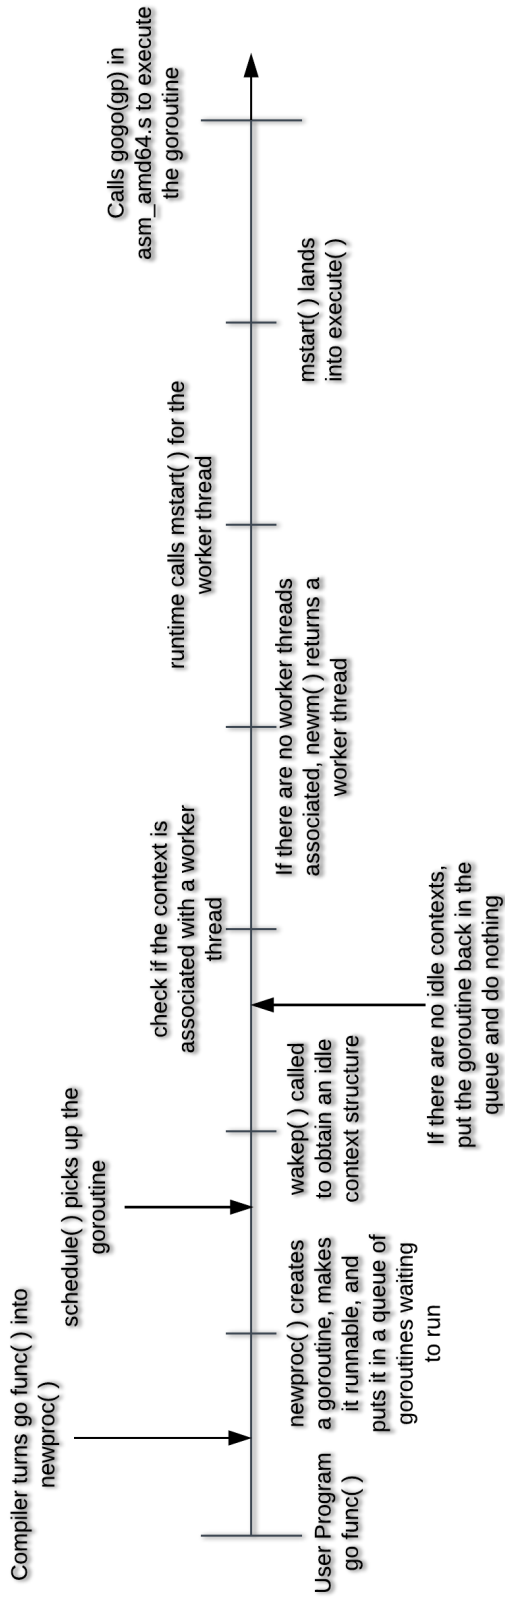 User Program
go func( )
Compiler turns go func( ) into
newproc( )
newproc( ) creates
a goroutine, makes
it runnable, and
puts it in a queue of
goroutines waiting
to run
schedule( ) picks up the
goroutine
wakep( ) called
to obtain an idle
context structure
If there are no idle contexts,
put the goroutine back in the
queue and do nothing
check if the context is
associated with a worker
thread
If there are no worker threads
associated, newm( ) returns a
worker thread
runtime calls mstart( ) for the
worker thread
mstart( ) lands
into execute( )
Calls gogo(gp) in
asm_amd64.s to execute
the goroutine